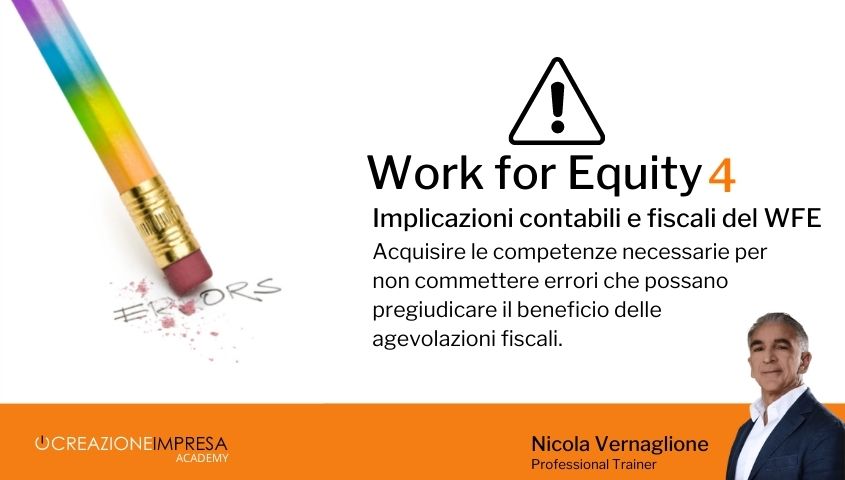 ERRORS
Work for Equity 4
Implicazioni contabili e fiscali del WFE
Acquisire le competenze necessarie per
non commettere errori che possano
pregiudicare il beneficio delle
agevolazioni fiscali.
CREAZIONEIMPRESA
ACADEMY
Nicola Vernaglione
Professional Trainer